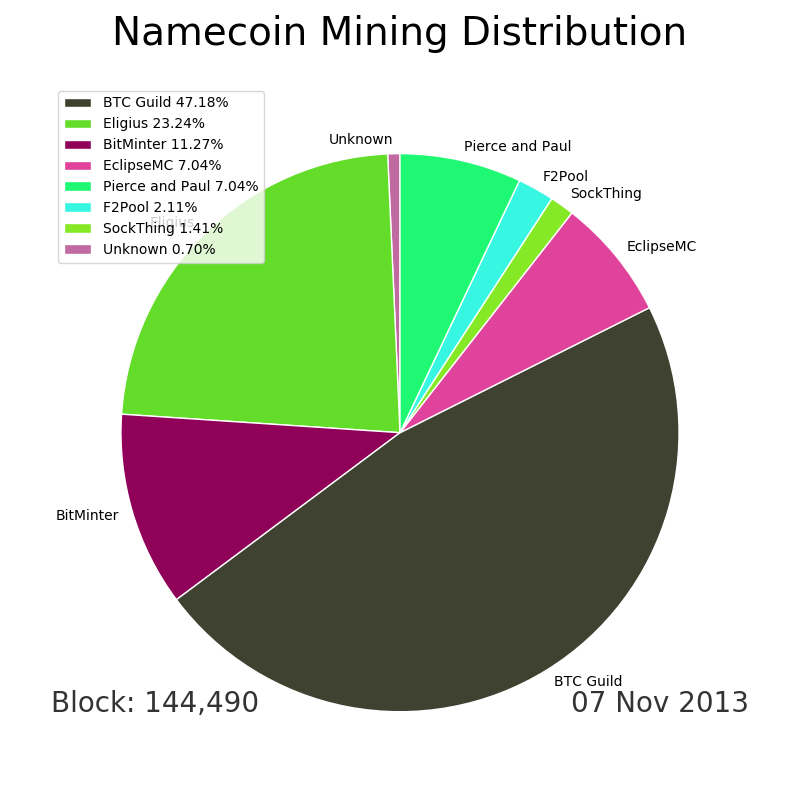 Namecoin Mining Distribution
BTC Guild 47.18%
Eligius 23.24%
BitMinter 11.27%
EclipseMC 7.04%
Pierce and Paul 7.04%
F2Pool 2.11%
SockThing 1.41%
Unknown 0.70%
Unknown
Pierce and Paul
F2Pool
SockThing
Eligius
EclipseMC
BitMinter
BTC Guild
Block: 144,490
07 Nov 2013